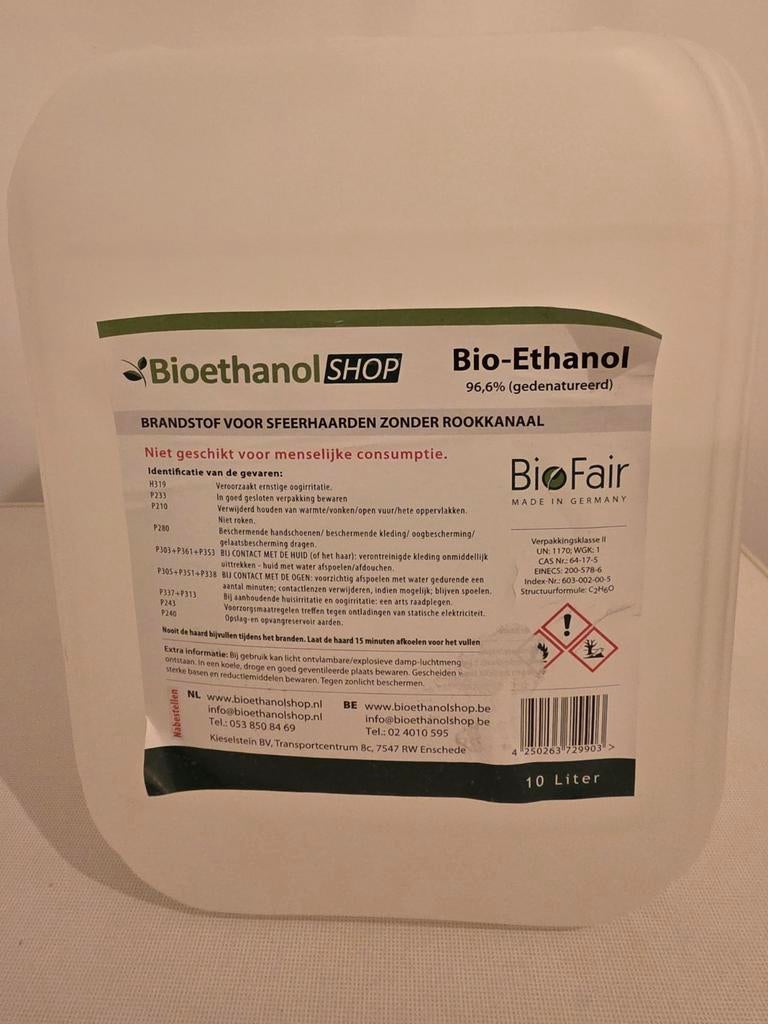 Bioethanol SHOP
Bio-Ethanol
96,6% (gedenatureerd)
BRANDSTOF VOOR SFEERHAARDEN ZONDER ROOKKANAAL
Niet geschikt voor menselijke consumptie.
Identificatie van de gevaren:
H319 Veroorzaakt ernstige oogirritatie.
P233 In goed gesloten verpakking bewaren
P210 Verwijderd houden van warmte/vonken/open vuur/hete oppervlakken.
Niet roken.
P280 Beschermende handschoenen/ beschermende kleding/ oogbescherming/
gelaatsbescherming dragen.
P303+P361+P353 BIJ CONTACT MET DE HUID (of het haar): verontreinigde kleding onmiddellijk
uittrekken - huid met water afspoelen/afdouchen.
P305+P351+P338 BIJ CONTACT MET DE OGEN: voorzichtig afspoelen met water gedurende een
aantal minuten; contactlenzen verwijderen, indien mogelijk; blijven spoelen.
P337+P313 Bij aanhoudende huisirritatie en oogirritatie: een arts raadplegen.
P243 Voorzorgsmaatregelen treffen tegen ontladingen van statische elektriciteit.
P240 Opslag-en opvangreservoir aarden.
Nooit de haard bijvullen tijdens het branden. Laat de haard 15 minuten afkoelen voor het vullen
Extra informatie: Bij gebruik kan licht ontvlambare/explosieve damp-luchtmeng
ontstaan. In een koele, droge en goed geventileerde plaats bewaren. Gescheiden
sterke basen en reductiemiddelen bewaren. Tegen zonlicht beschermen.
BioFair
MADE IN GERMANY
Verpakkingsklasse II
UN: 1170; WGK: 1
CAS Nr.: 64-17-5
EINECS: 200-578-6
Index-Nr.: 603-002-00-5
Structuurformule: C2H6O
Nabestellen
NL www.bioethanolshop.nl
info@bioethanolshop.nl
Tel.: 053 850 84 69
BE www.bioethanolshop.be
info@bioethanolshop be
Tel.: 02 4010 595
Kieselstein BV, Transportcentrum 8c, 7547 RW Enschede
4 250263 729903 >
10 Liter